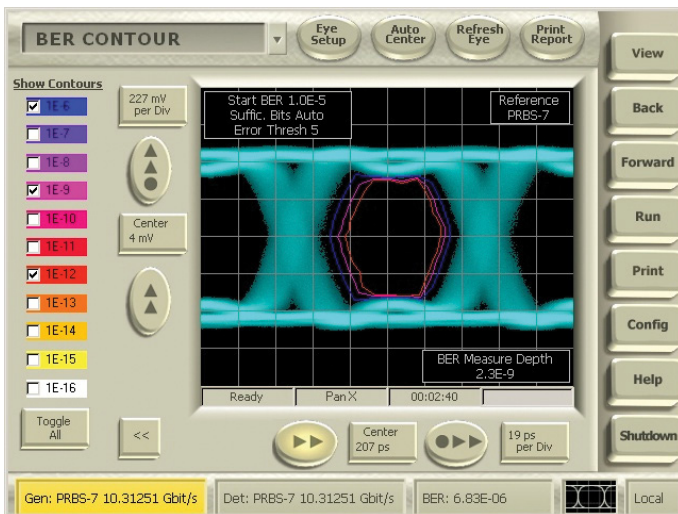 BER CONTOUR
Eye Setup
Auto Center
Refresh Eye
Print Report
View
Back
Forward
Run
Print
Config
Help
Shutdown
Show Contours
1E-6
1E-7
1E-8
1E-9
1E-10
1E-11
1E-12
1E-13
1E-14
1E-15
1E-16
Toggle All
227 mV
per Div
Center
4 mV
<<
Start BER 1.0E-5
Suffic. Bits Auto
Error Thresh 5
Reference
PRBS-7
BER Measure Depth
2.3E-9
Ready
Pan X
00:02:40
Center
207 ps
19 ps
per Div
Gen: PRBS-7 10.31251 Gbit/s
Det: PRBS-7 10.31251 Gbit/s
BER: 6.83E-06
Local